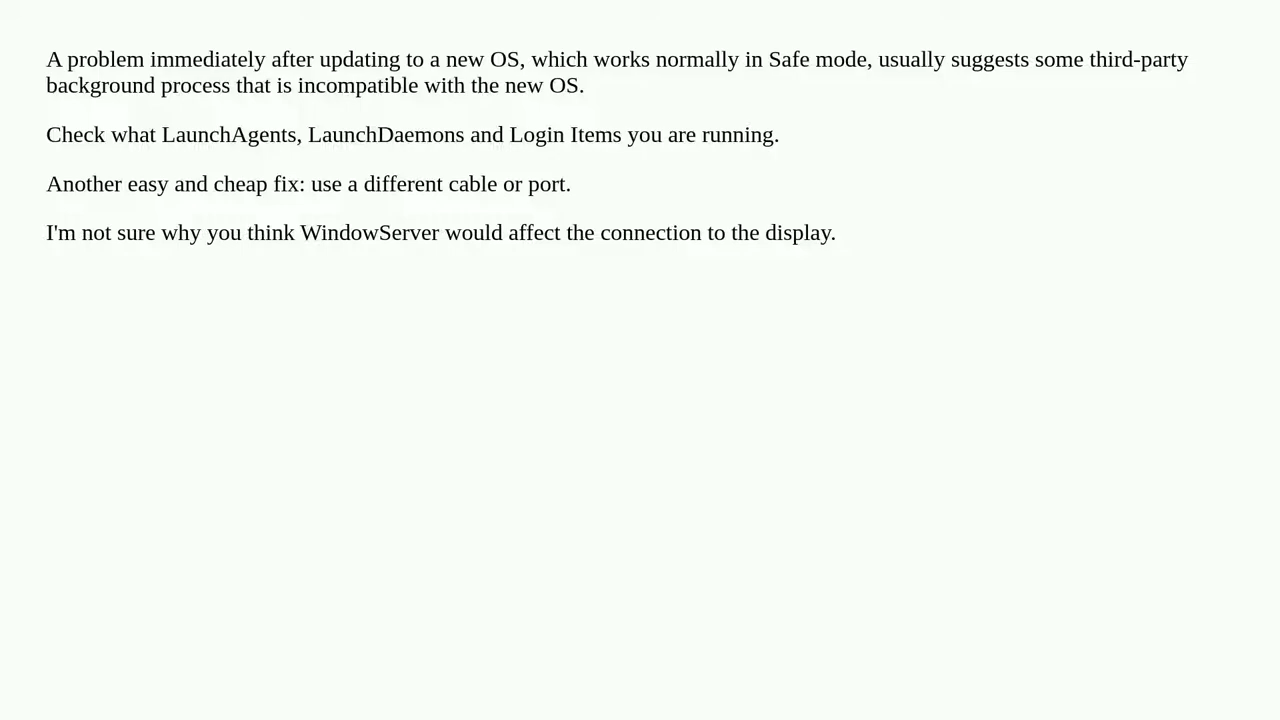 A problem immediately after updating to a new OS, which works normally in Safe mode, usually suggests some third-party
background process that is incompatible with the new OS.
Check what LaunchAgents, LaunchDaemons and Login Items you are running.
Another easy and cheap fix: use a different cable or port.
I'm not sure why you think WindowServer would affect the connection to the display.